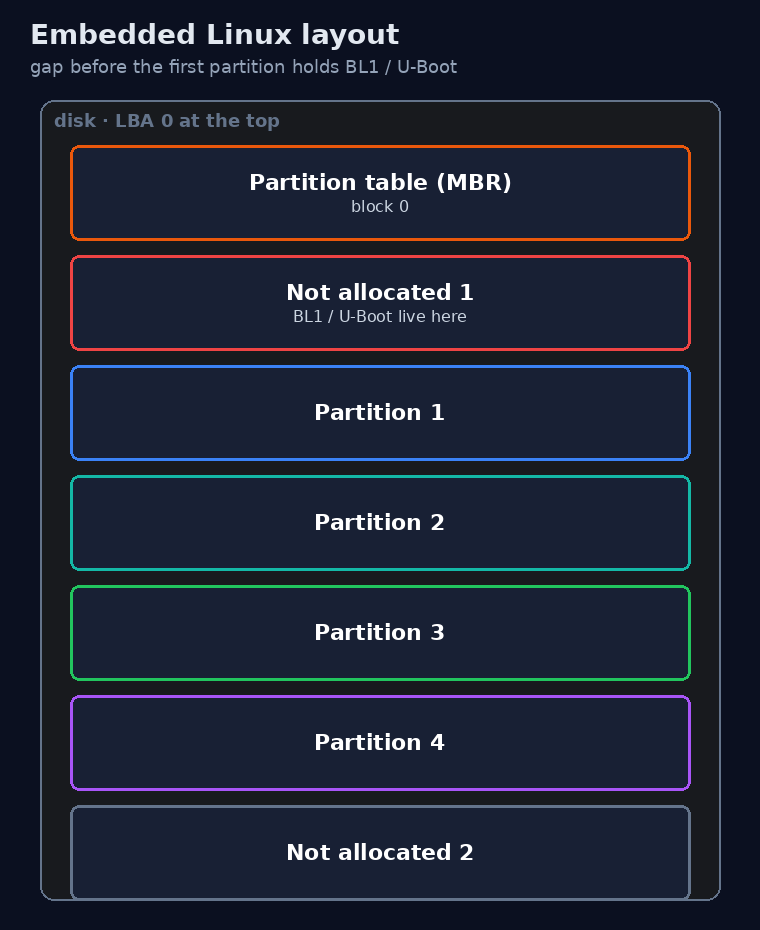 Embedded Linux layout
gap before the first partition holds BL1 / U-Boot
disk · LBA 0 at the top
Partition table (MBR)
block 0
Not allocated 1
BL1 / U-Boot live here
Partition 1
Partition 2
Partition 3
Partition 4
Not allocated 2